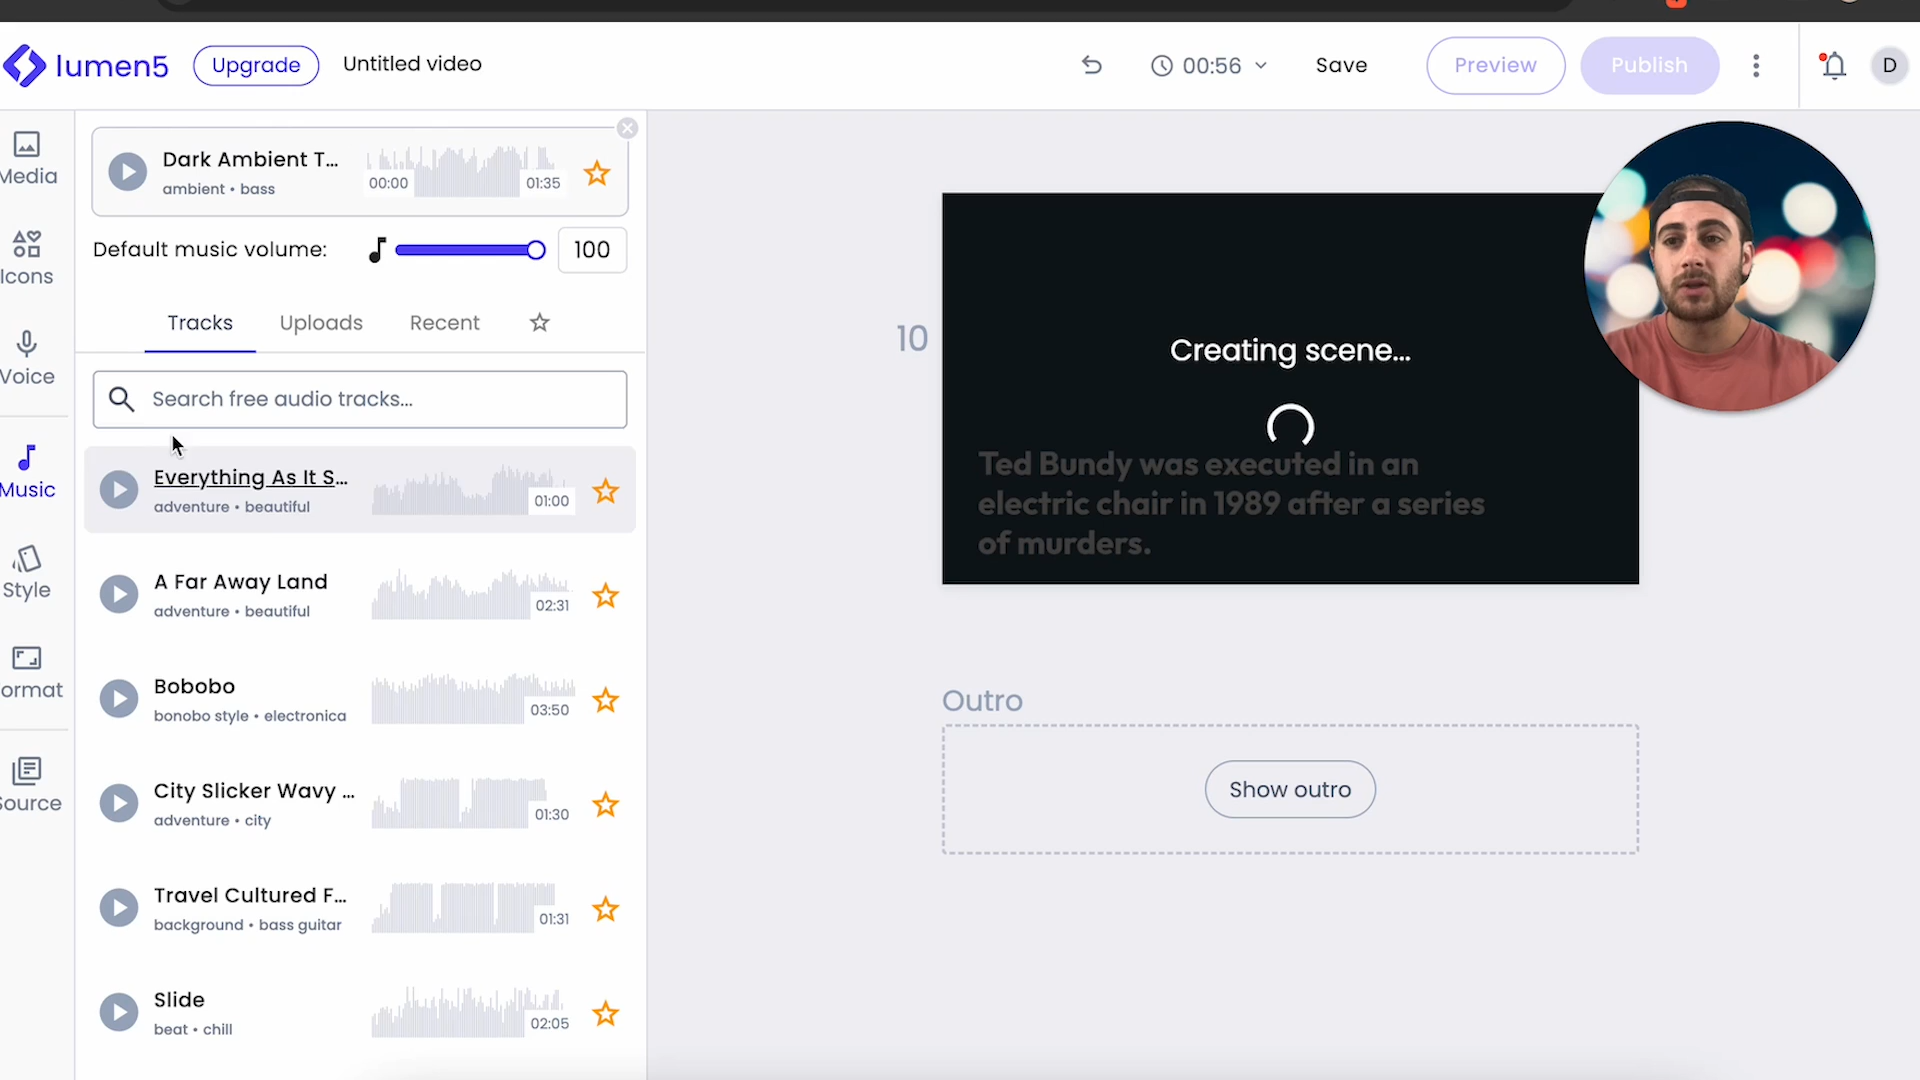 lumen5
Upgrade
Untitled video
00:56
Save
Preview
Publish
D
Media
Icons
Voice
Music
Style
ormat
Source
Dark Ambient T...
ambient • bass
00:00
01:35
Default music volume:
100
Tracks
Uploads
Recent
Search free audio tracks...
Everything As It S...
adventure • beautiful
01:00
A Far Away Land
adventure • beautiful
02:31
Bobobo
bonobo style • electronica
03:50
City Slicker Wavy ...
adventure • city
01:30
Travel Cultured F...
background • bass guitar
01:31
Slide
beat • chill
02:05
10
Creating scene...
Ted Bundy was executed in an
electric chair in 1989 after a series
of murders.
Outro
Show outro